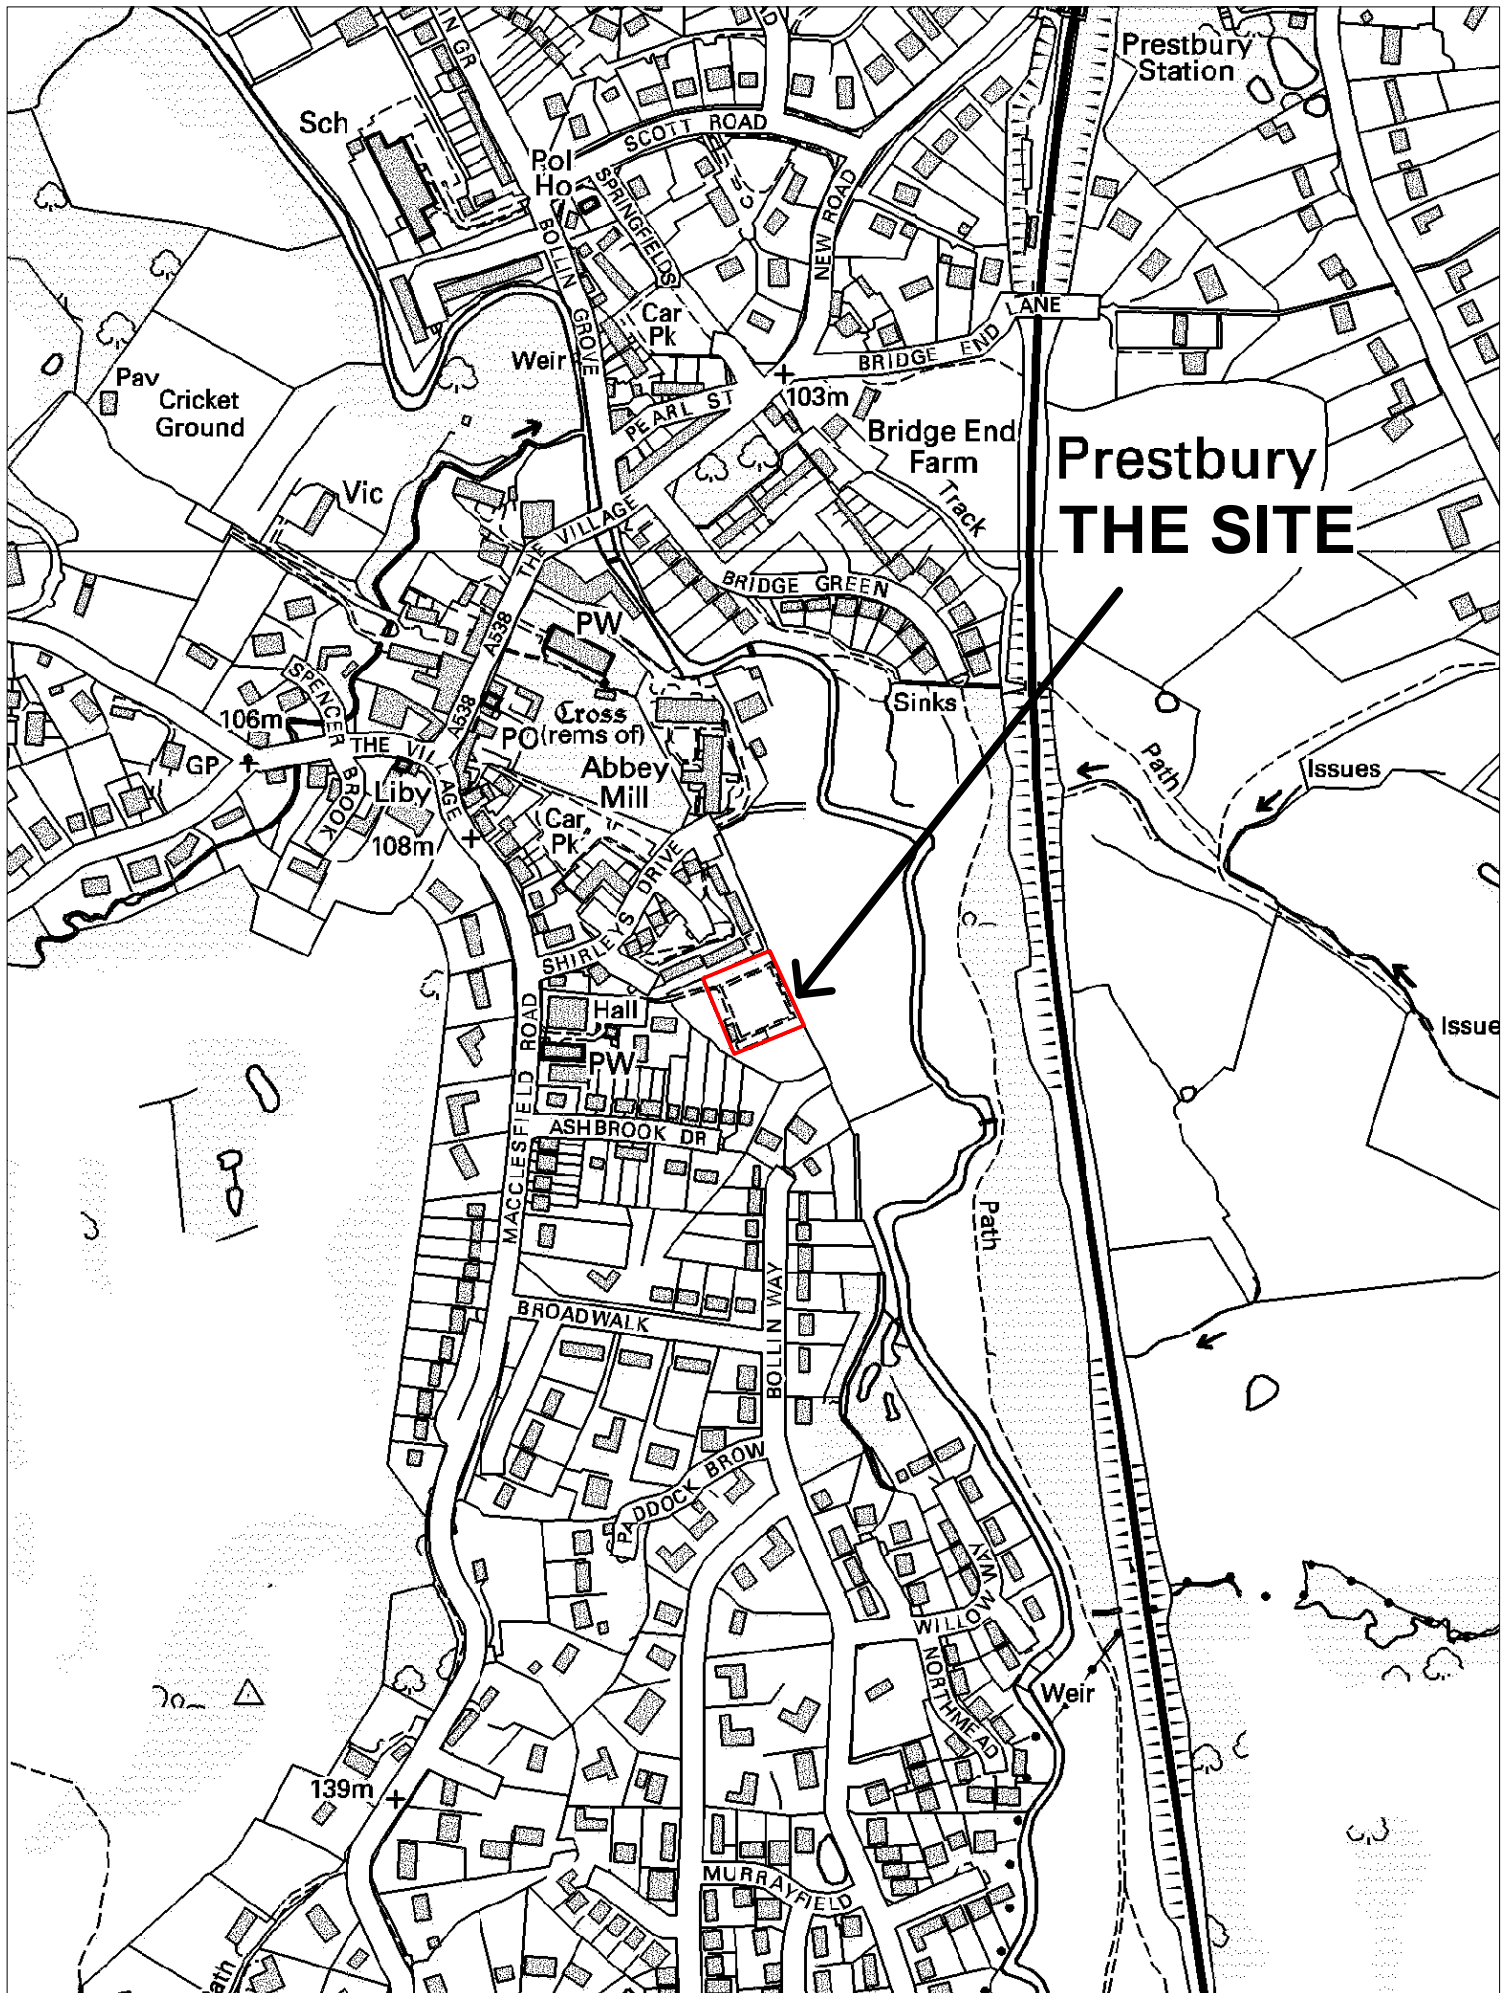 N GR
D
Prestbury
Station
Sch
SCOTT ROAD
Pol
Ho
SPRINGFIELDS
NEW ROAD
BOLLIN GROVE
Car
Pk
LANE
BRIDGE END
Weir
Pav
Cricket
Ground
PEARL ST
103m
Bridge End
Farm
Track
Prestbury
THE SITE
Vic
THE VILLAGE
BRIDGE GREEN
A538
PW
SPENCER BROOK
106m
A538
Cross
(rems of)
PO
Sinks
THE VILLAGE
GP
Liby
Abbey
Mill
Path
Issues
108m
Car
Pk
SHIRLEYS DRIVE
C
Hall
Issue
PW
MACCLESFIELD ROAD
ASHBROOK DR
Path
BROADWALK
BOLLIN WAY
PADDOCK BROW
WILLOW WAY
NORTHMEAD
Weir
139m
MURRAYFIELD
ath